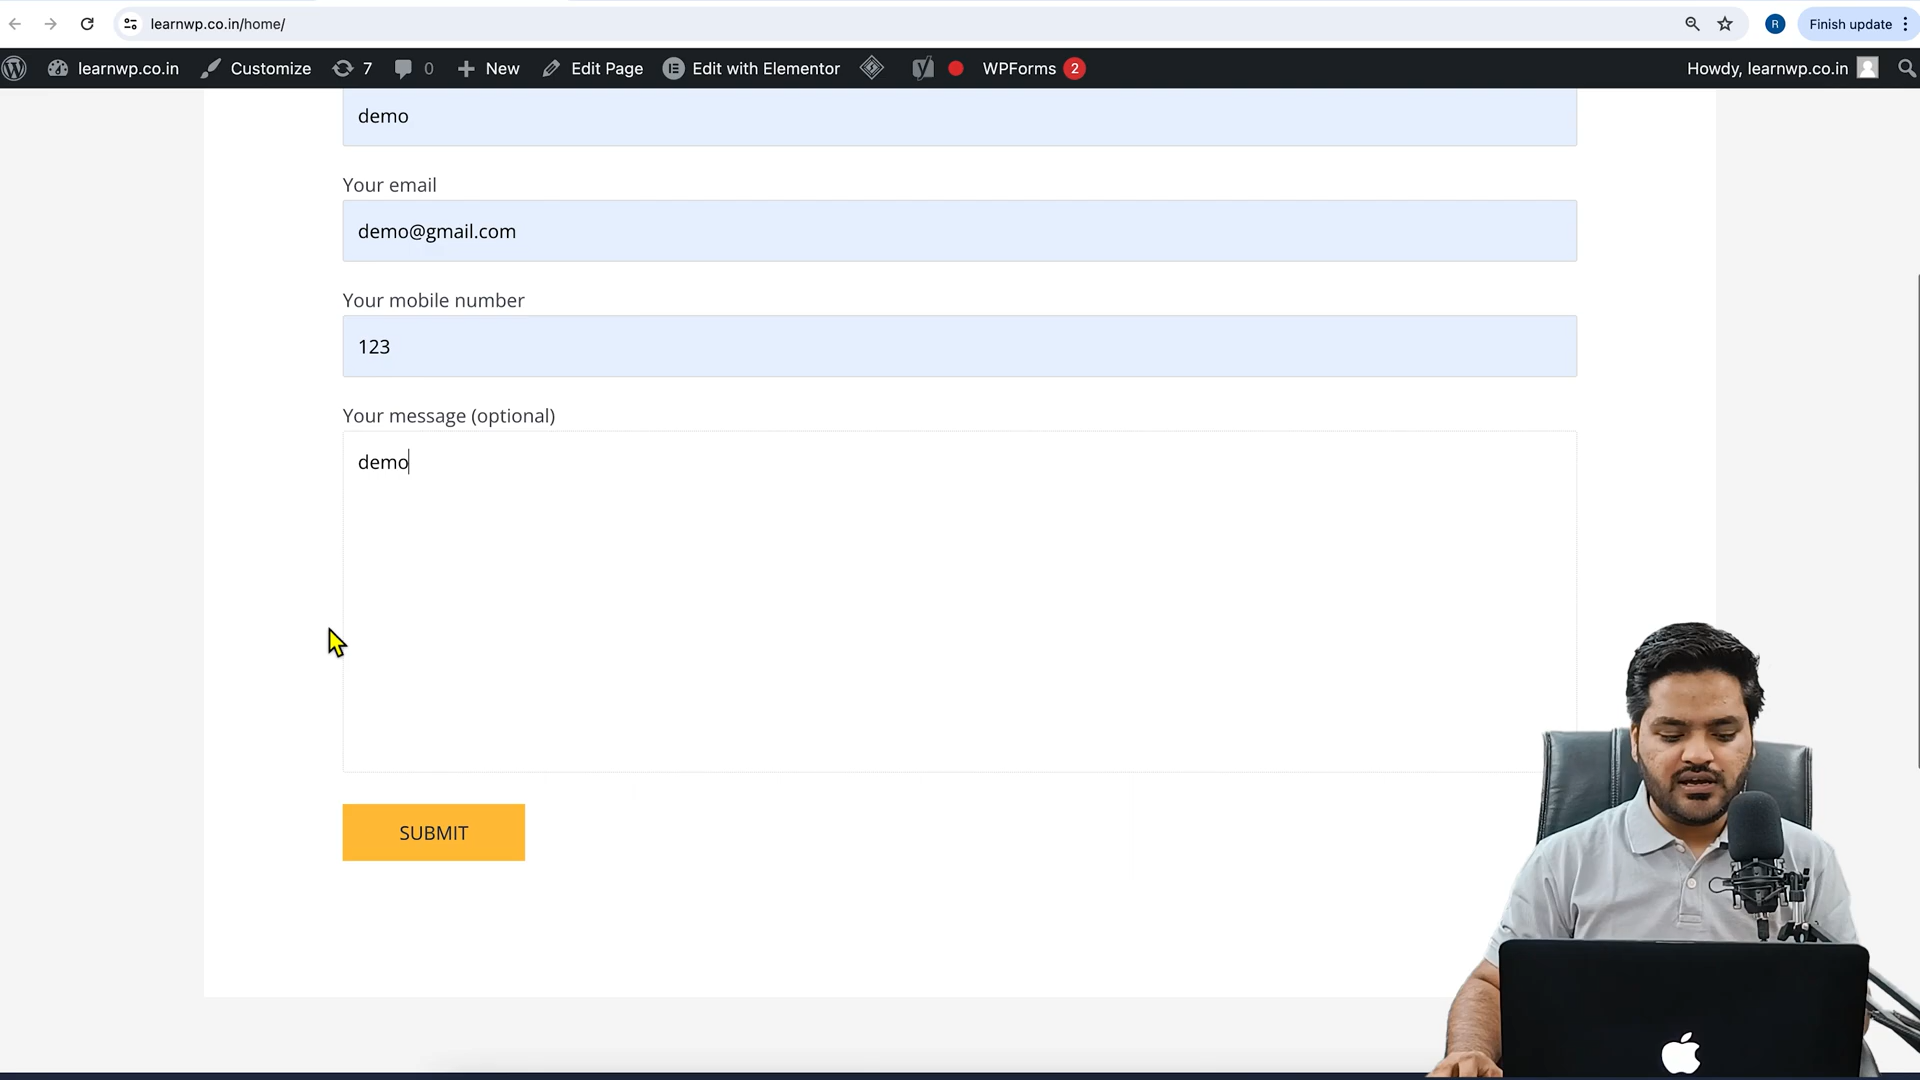 learnwp.co.in/home/
R
Finish update
learnwp.co.in
Customize
7
0
New
Edit Page
Edit with Elementor
WPForms 2
Howdy, learnwp.co.in
demo
Your email
demo@gmail.com
Your mobile number
123
Your message (optional)
demo
SUBMIT